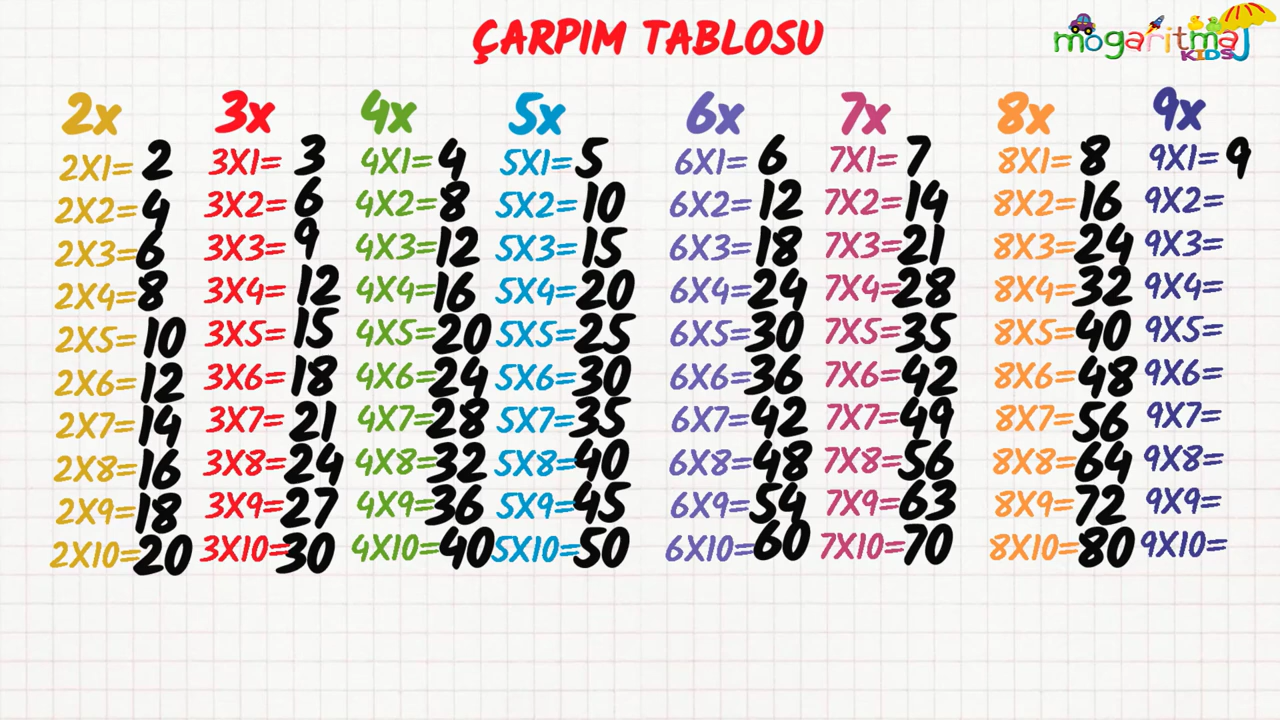 ÇARPIM TABLOSU
mogaritmaj
KIDS
2x 3x 4x 5x 6x 7x 8x 9x
2X1= 2 3X1= 3 4X1= 4 5X1= 5 6X1= 6 7X1= 7 8X1= 8 9X1= 9
2X2= 4 3X2= 6 4X2= 8 5X2= 10 6X2= 12 7X2= 14 8X2= 16 9X2=
2X3= 6 3X3= 9 4X3= 12 5X3= 15 6X3= 18 7X3= 21 8X3= 24 9X3=
2X4= 8 3X4= 12 4X4= 16 5X4= 20 6X4= 24 7X4= 28 8X4= 32 9X4=
2X5= 10 3X5= 15 4X5= 20 5X5= 25 6X5= 30 7X5= 35 8X5= 40 9X5=
2X6= 12 3X6= 18 4X6= 24 5X6= 30 6X6= 36 7X6= 42 8X6= 48 9X6=
2X7= 14 3X7= 21 4X7= 28 5X7= 35 6X7= 42 7X7= 49 8X7= 56 9X7=
2X8= 16 3X8= 24 4X8= 32 5X8= 40 6X8= 48 7X8= 56 8X8= 64 9X8=
2X9= 18 3X9= 27 4X9= 36 5X9= 45 6X9= 54 7X9= 63 8X9= 72 9X9=
2X10= 20 3X10= 30 4X10= 40 5X10= 50 6X10= 60 7X10= 70 8X10= 80 9X10=